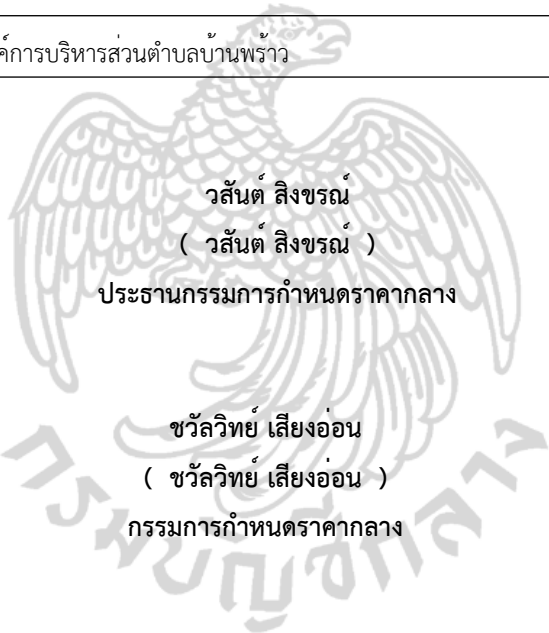 ค์การบริหารส่วนตำบลบ้านพร้าว
วสันต์ สิงขรณ์
( วสันต์ สิงขรณ์ )
ประธานกรรมการกำหนดราคากลาง
ชวัลวิทย์ เสียงอ่อน
( ชวัลวิทย์ เสียงอ่อน )
กรรมการกำหนดราคากลาง
กรมบัญชีกลาง